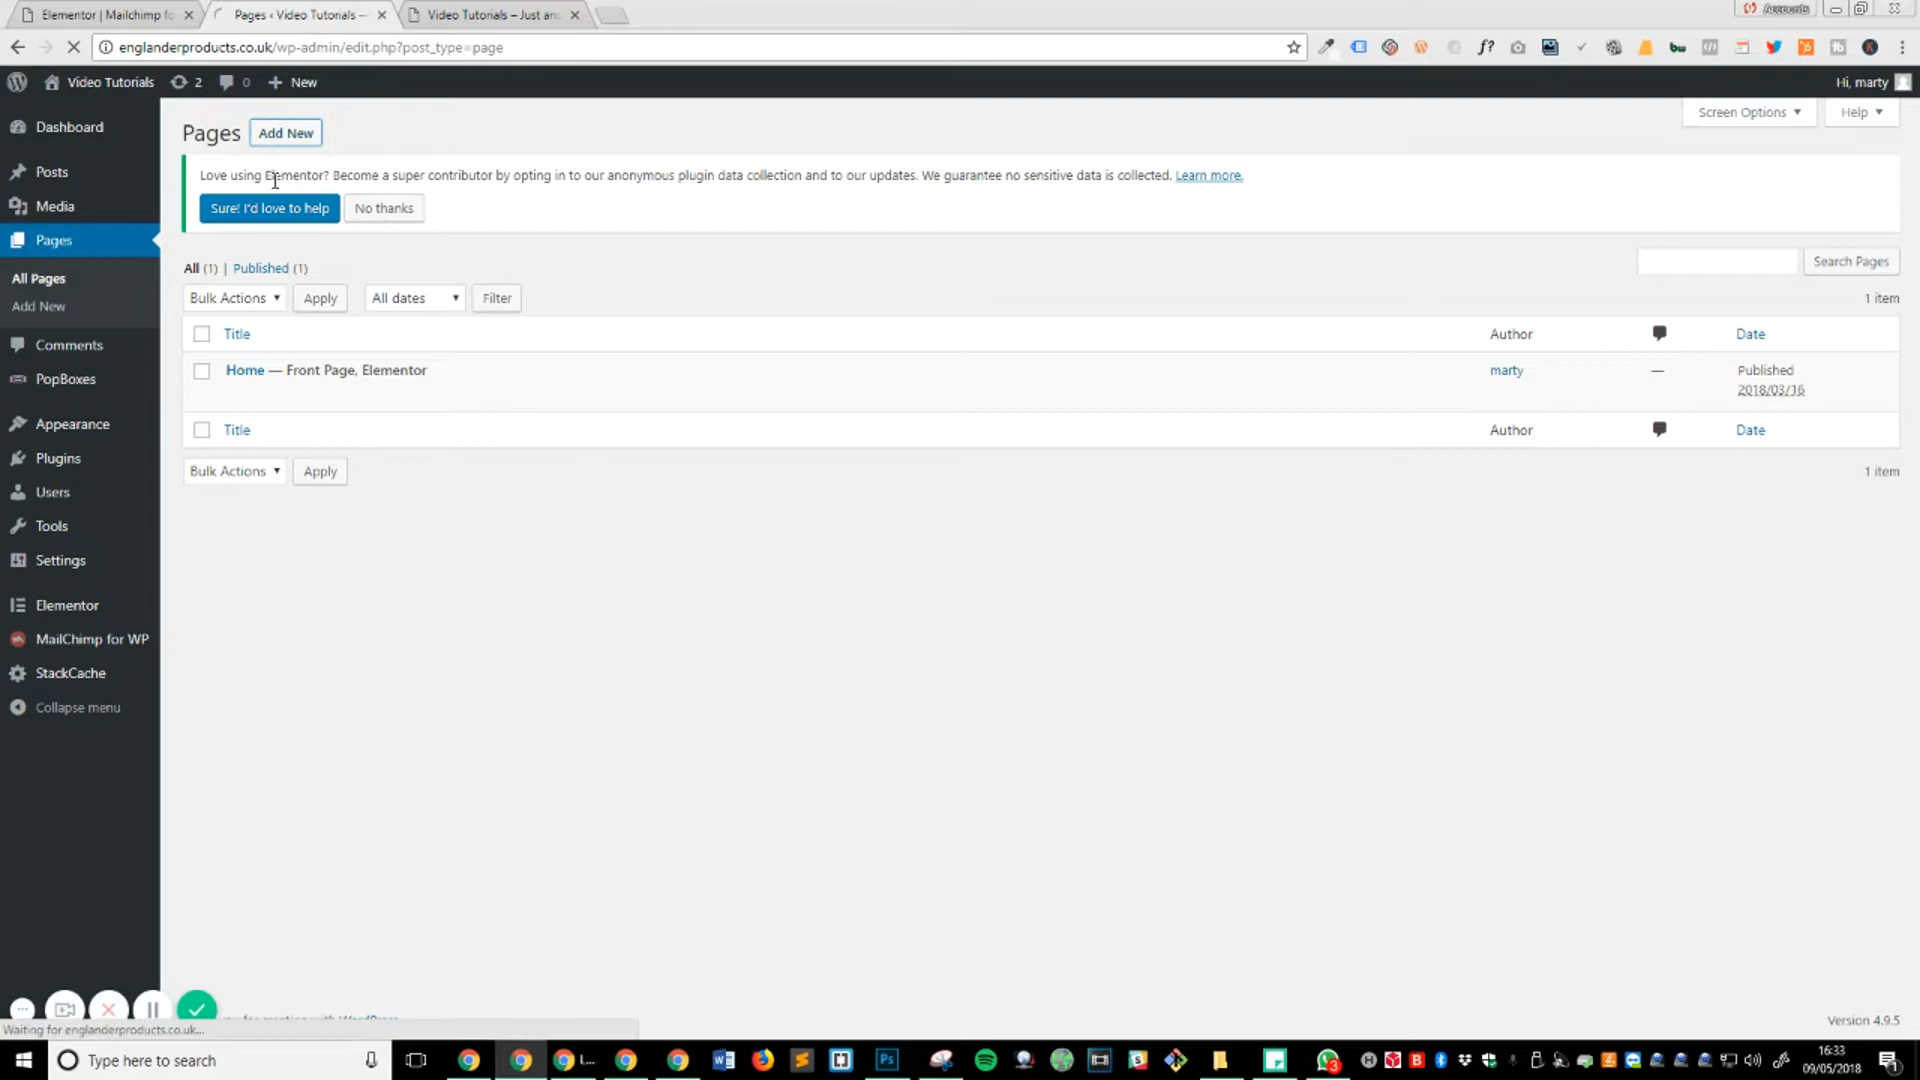 Elementor | Mailchimp fo
Pages ‹ Video Tutorials —
Video Tutorials – Just an
Accounts
englanderproducts.co.uk/wp-admin/edit.php?post_type=page
f?
bw
K
Video Tutorials 2 0 + New
Hi, marty
Screen Options ▼ Help ▼
Dashboard
Posts
Media
Pages
All Pages
Add New
Comments
PopBoxes
Appearance
Plugins
Users
Tools
Settings
Elementor
MailChimp for WP
StackCache
Collapse menu
Pages Add New
Love using Elementor? Become a super contributor by opting in to our anonymous plugin data collection and to our updates. We guarantee no sensitive data is collected. Learn more.
Sure! I'd love to help No thanks
All (1) | Published (1)
Search Pages
Bulk Actions ▼ Apply All dates ▼ Filter
1 item
Title Author Date
Home — Front Page, Elementor marty — Published
2018/03/16
Title Author Date
Bulk Actions ▼ Apply
1 item
Version 4.9.5
Waiting for englanderproducts.co.uk...
Type here to search
L...
Ps
3
16:33
09/05/2018
1